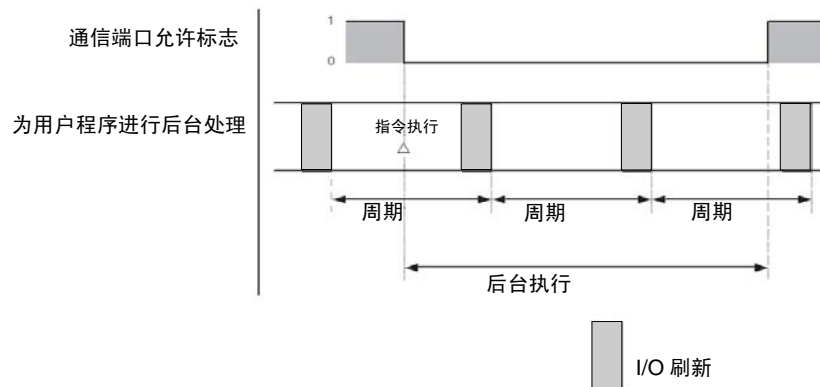 通信端口允许标志
1
0
为用户程序进行后台处理
指令执行
周期
周期
周期
后台执行
I/O 刷新